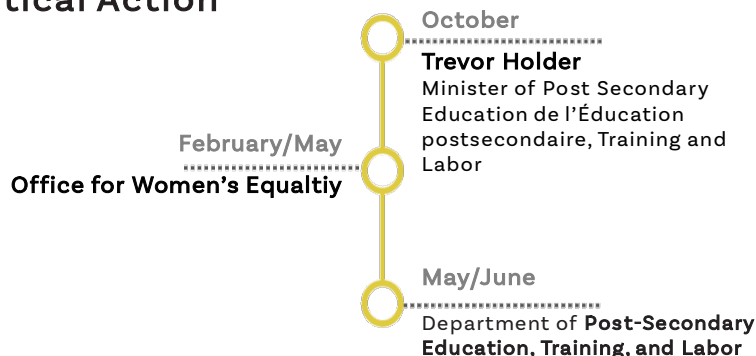 tical Action
October
Trevor Holder
Minister of Post Secondary
Education de l'Éducation
postsecondaire, Training and
Labor
February/May
Office for Women's Equaltiy
May/June
Department of Post-Secondary
Education, Training, and Labor